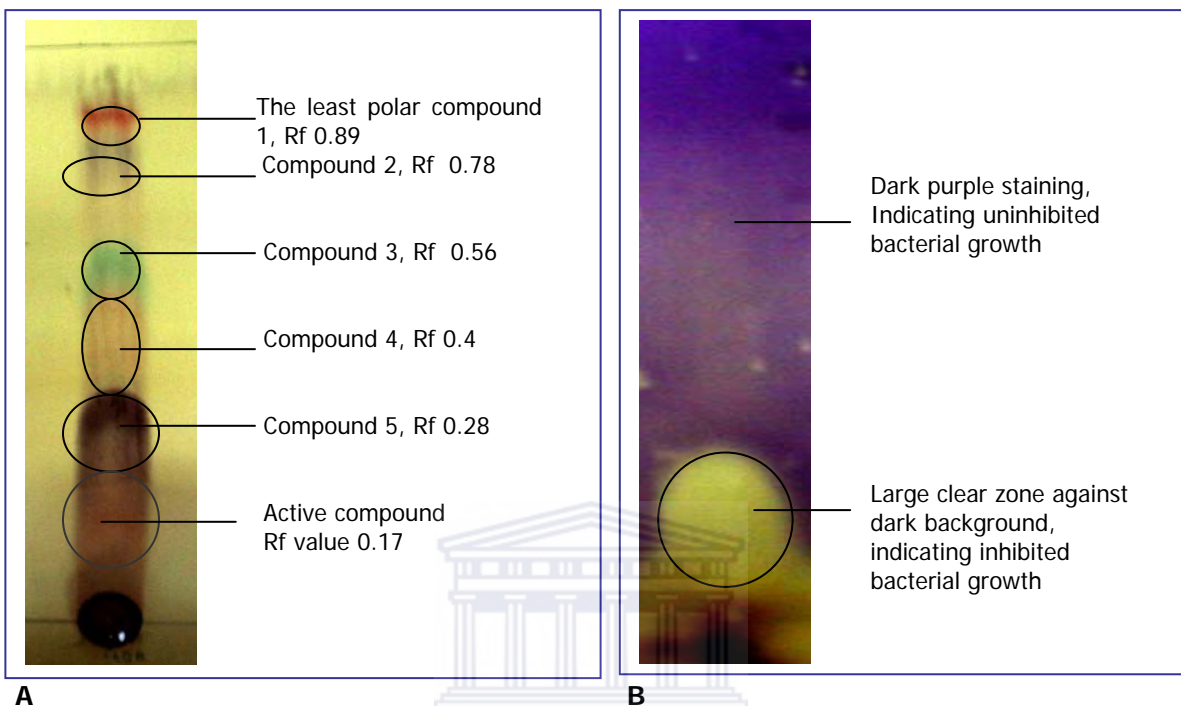 The least polar compound
1, Rf 0.89
Compound 2, Rf 0.78
Compound 3, Rf 0.56
Compound 4, Rf 0.4
Compound 5, Rf 0.28
Active compound
Rf value 0.17
A
Dark purple staining,
Indicating uninhibited
bacterial growth
Large clear zone against
dark background,
indicating inhibited
bacterial growth
B